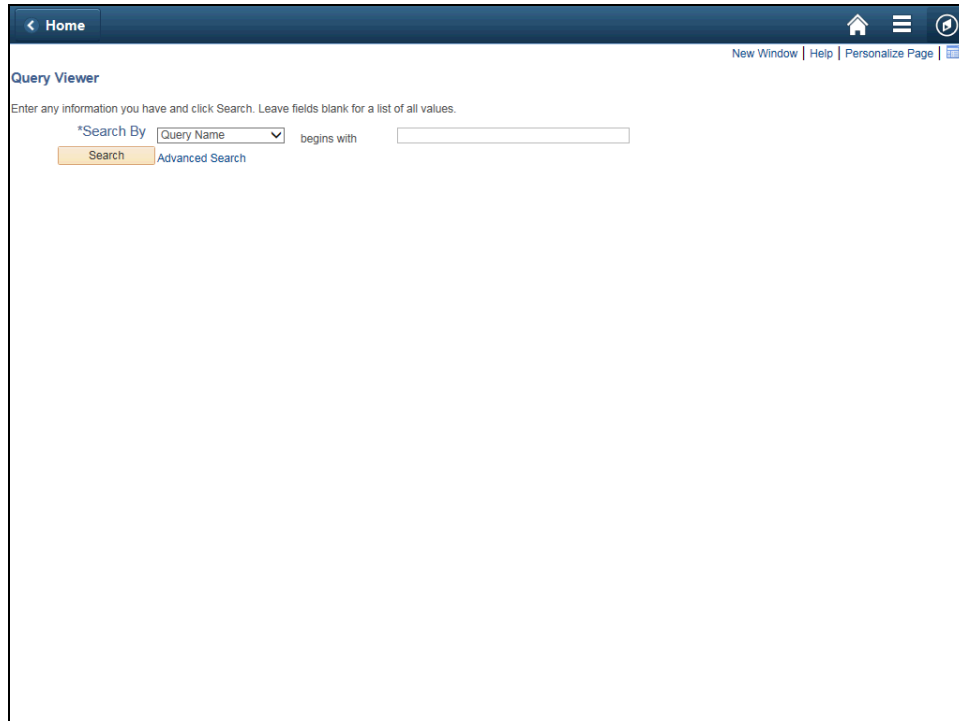 Home
New Window | Help | Personalize Page |
Query Viewer
Enter any information you have and click Search. Leave fields blank for a list of all values.
*Search By Query Name begins with
Search Advanced Search